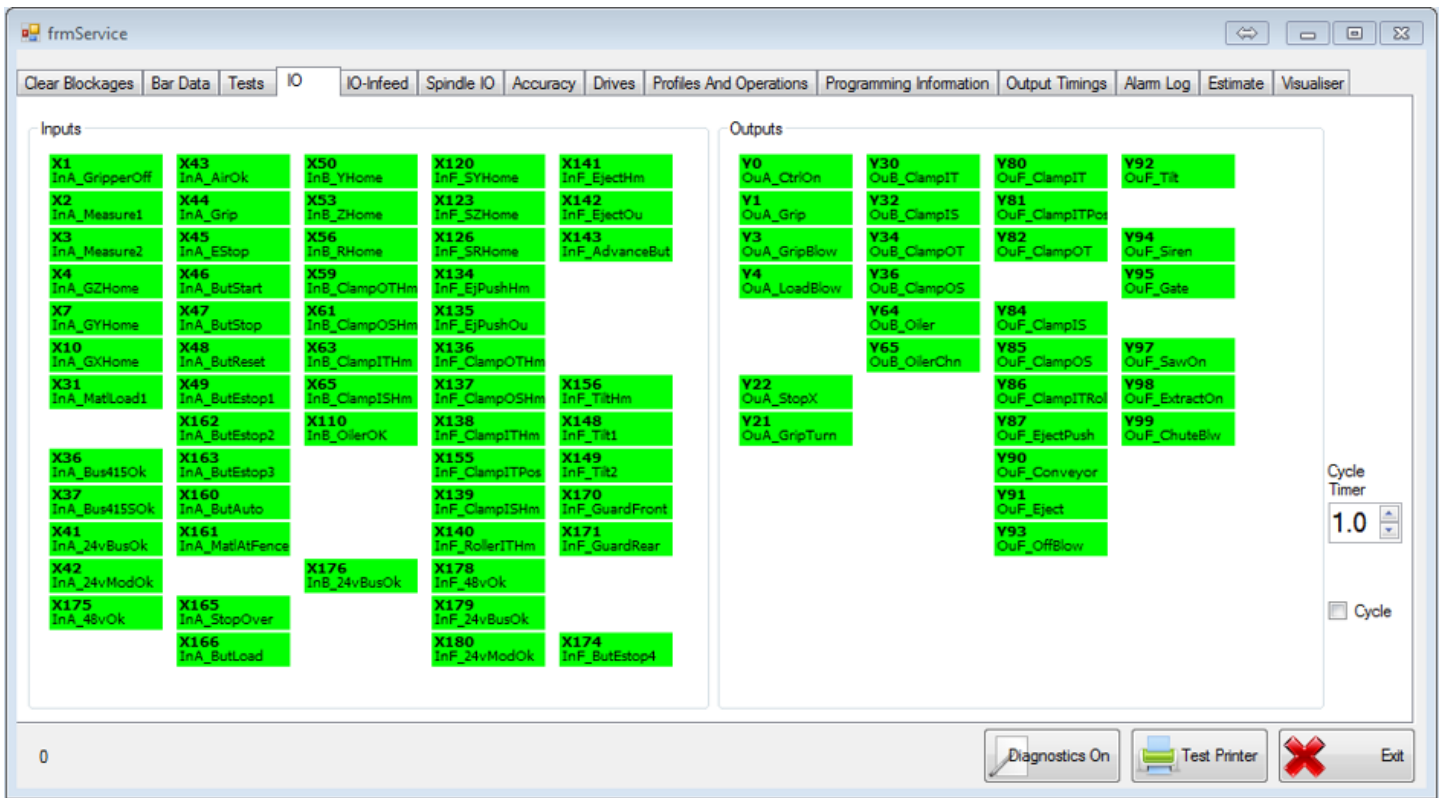 frmService
Clear Blockages Bar Data Tests IO IO-Infeed Spindle IO Accuracy Drives Profiles And Operations Programming Information Output Timings Alarm Log Estimate Visualiser
Inputs
X1
InA_GripperOff
X2
InA_Measure1
X3
InA_Measure2
X4
InA_GZHome
X7
InA_GYHome
X10
InA_GXHome
X31
InA_MatlLoad1
X36
InA_Bus415Ok
X37
InA_Bus415SOk
X41
InA_24vBusOk
X42
InA_24vModOk
X175
InA_48vOk
X43
InA_AirOk
X44
InA_Grip
X45
InA_EStop
X46
InA_ButStart
X47
InA_ButStop
X48
InA_ButReset
X49
InA_ButEstop1
X162
InA_ButEstop2
X163
InA_ButEstop3
X160
InA_ButAuto
X161
InA_MatlAtFence
X165
InA_StopOver
X166
InA_ButLoad
X50
InB_YHome
X53
InB_ZHome
X56
InB_RHome
X59
InB_ClampOTHm
X61
InB_ClampOSHm
X63
InB_ClampITHm
X65
InB_ClampISHm
X110
InB_OilerOK
X176
InB_24vBusOk
X120
InF_SYHome
X123
InF_SZHome
X126
InF_SRHome
X134
InF_EjPushHm
X135
InF_EjPushOu
X136
InF_ClampOTHm
X137
InF_ClampOSHm
X138
InF_ClampITHm
X155
InF_ClampITPos
X139
InF_ClampISHm
X140
InF_RollerITHm
X178
InF_48vOk
X179
InF_24vBusOk
X180
InF_24vModOk
X141
InF_EjectHm
X142
InF_EjectOu
X143
InF_AdvanceBut
X156
InF_TiltHm
X148
InF_Tilt1
X149
InF_Tilt2
X170
InF_GuardFront
X171
InF_GuardRear
X174
InF_ButEstop4
Outputs
Y0
OuA_CtrlOn
Y1
OuA_Grip
Y3
OuA_GripBlow
Y4
OuA_LoadBlow
Y22
OuA_StopX
Y21
OuA_GripTurn
Y30
OuB_ClampIT
Y32
OuB_ClampIS
Y34
OuB_ClampOT
Y36
OuB_ClampOS
Y64
OuB_Oiler
Y65
OuB_OilerChn
Y80
OuF_ClampIT
Y81
OuF_ClampITPos
Y82
OuF_ClampOT
Y84
OuF_ClampIS
Y85
OuF_ClampOS
Y86
OuF_ClampITRol
Y87
OuF_EjectPush
Y90
OuF_Conveyor
Y91
OuF_Eject
Y93
OuF_OffBlow
Y92
OuF_Tilt
Y94
OuF_Siren
Y95
OuF_Gate
Y97
OuF_SawOn
Y98
OuF_ExtractOn
Y99
OuF_ChuteBlw
Cycle
Timer
1.0
Cycle
0
Diagnostics On
Test Printer
Exit